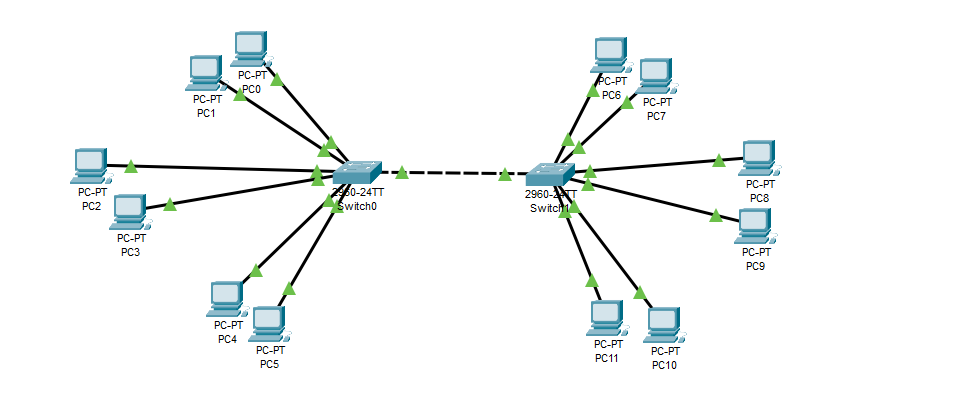 PC-PT
PC0
PC-PT
PC1
PC-PT
PC2
PC-PT
PC3
PC-PT
PC4
PC-PT
PC5
2960-24TT
Switch0
2960-24TT
Switch1
PC-PT
PC6
PC-PT
PC7
PC-PT
PC8
PC-PT
PC9
PC-PT
PC11
PC-PT
PC10